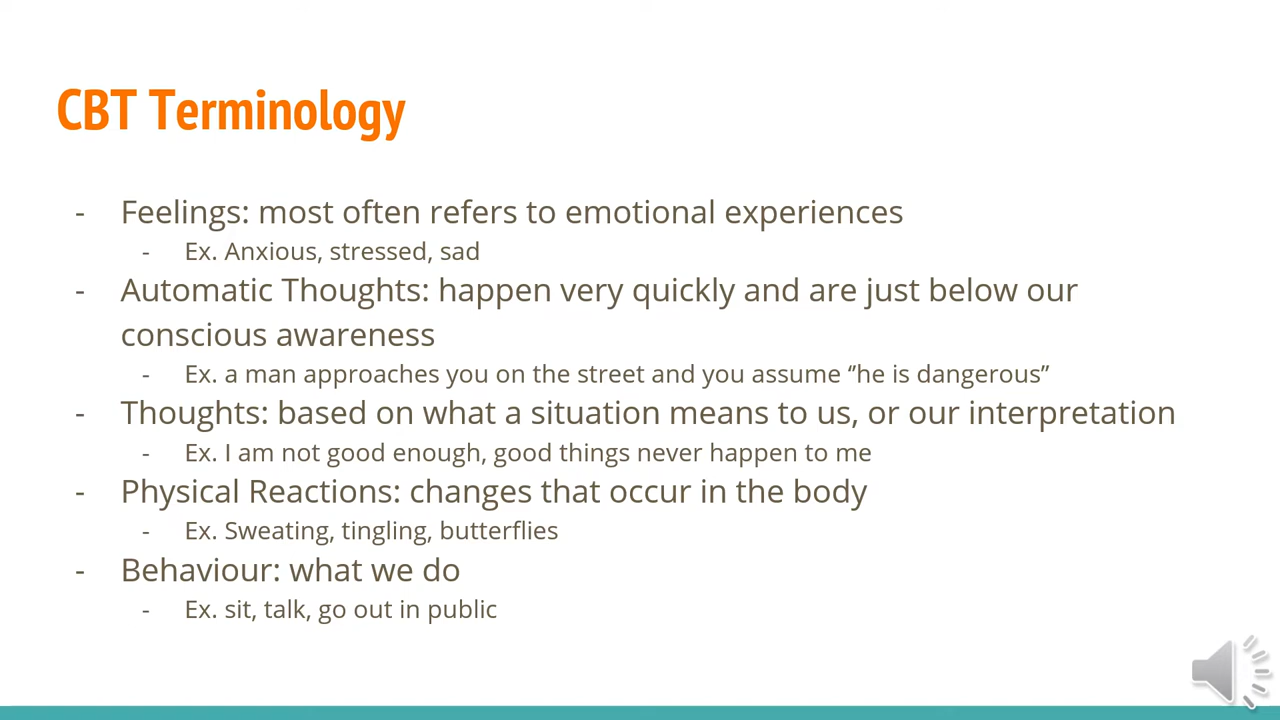 CBT Terminology
- Feelings: most often refers to emotional experiences
- Ex. Anxious, stressed, sad
- Automatic Thoughts: happen very quickly and are just below our
conscious awareness
- Ex. a man approaches you on the street and you assume “he is dangerous”
- Thoughts: based on what a situation means to us, or our interpretation
- Ex. I am not good enough, good things never happen to me
- Physical Reactions: changes that occur in the body
- Ex. Sweating, tingling, butterflies
- Behaviour: what we do
- Ex. sit, talk, go out in public